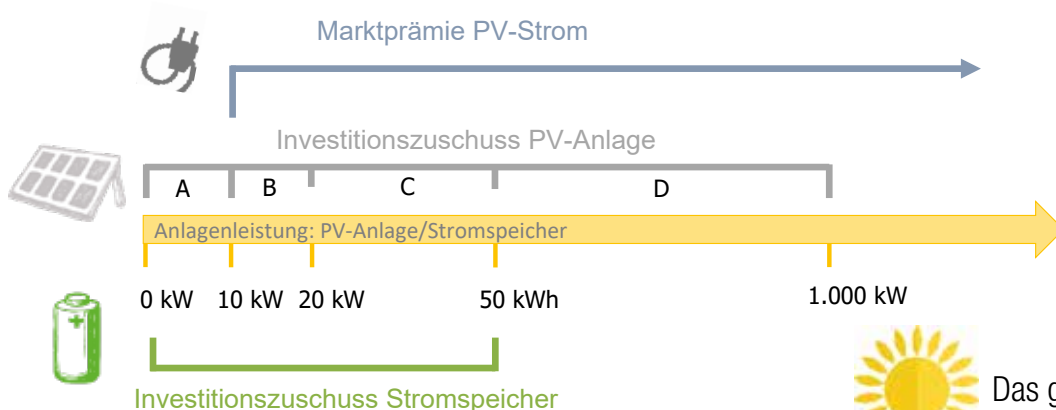 Marktprämie PV-Strom
Investitionszuschuss PV-Anlage
A B C D
Anlagenleistung: PV-Anlage/Stromspeicher
0 kW 10 kW 20 kW 50 kWh 1.000 kW
Das g
Investitionszuschuss Stromspeicher